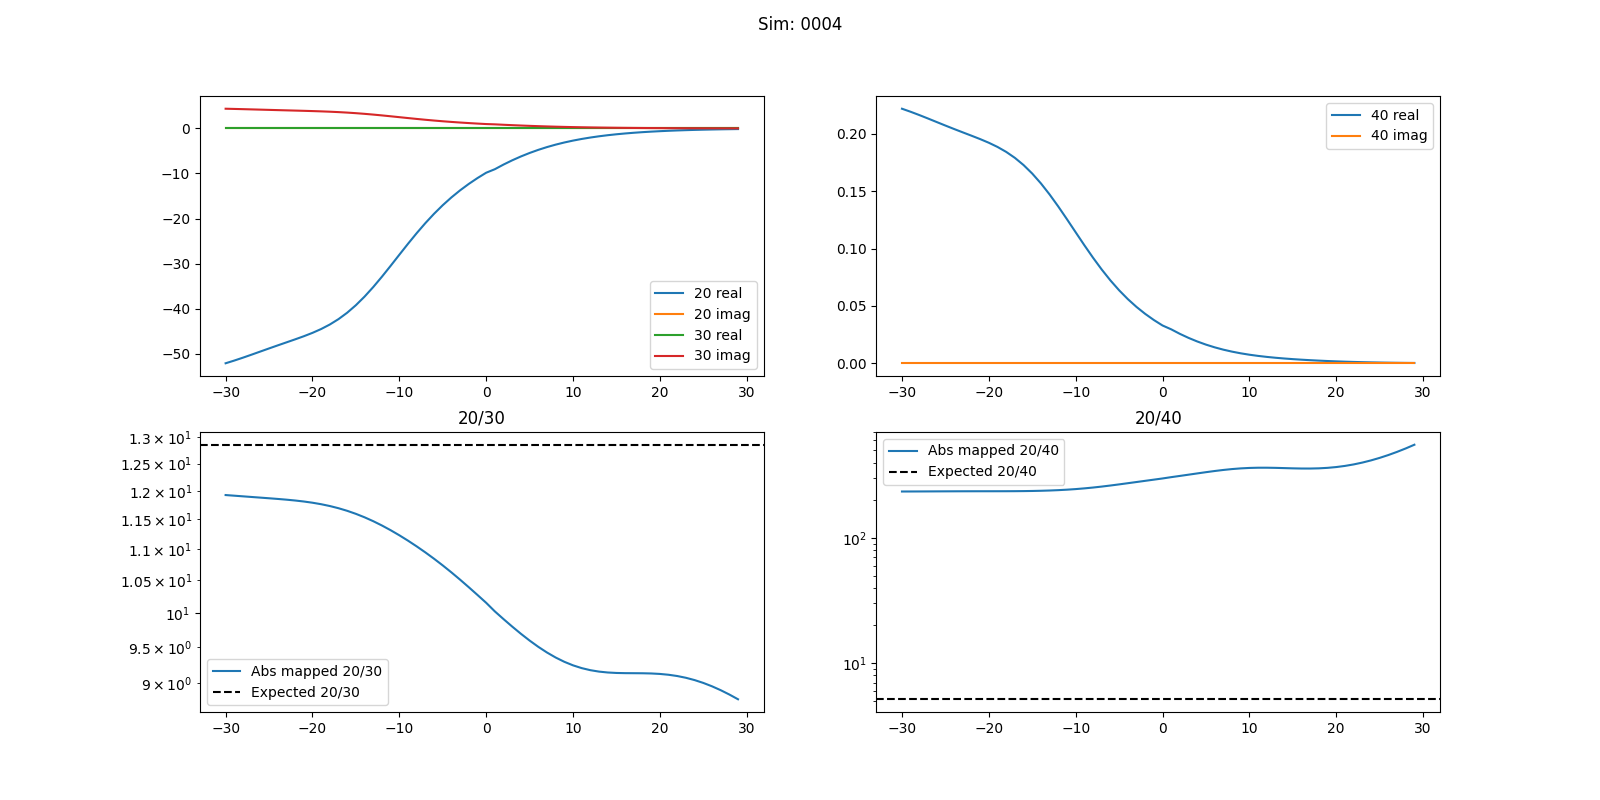 Sim: 0004
0
−10
−20
−30
−40
−50
20 real
20 imag
30 real
30 imag
−30 −20 −10 0 10 20 30
0.20
0.15
0.10
0.05
0.00
40 real
40 imag
−30 −20 −10 0 10 20 30
20/30
1.3 × 10¹
1.25 × 10¹
1.2 × 10¹
1.15 × 10¹
1.1 × 10¹
1.05 × 10¹
10¹
9.5 × 10⁰
9 × 10⁰
Abs mapped 20/30
Expected 20/30
−30 −20 −10 0 10 20 30
20/40
Abs mapped 20/40
Expected 20/40
10²
10¹
−30 −20 −10 0 10 20 30